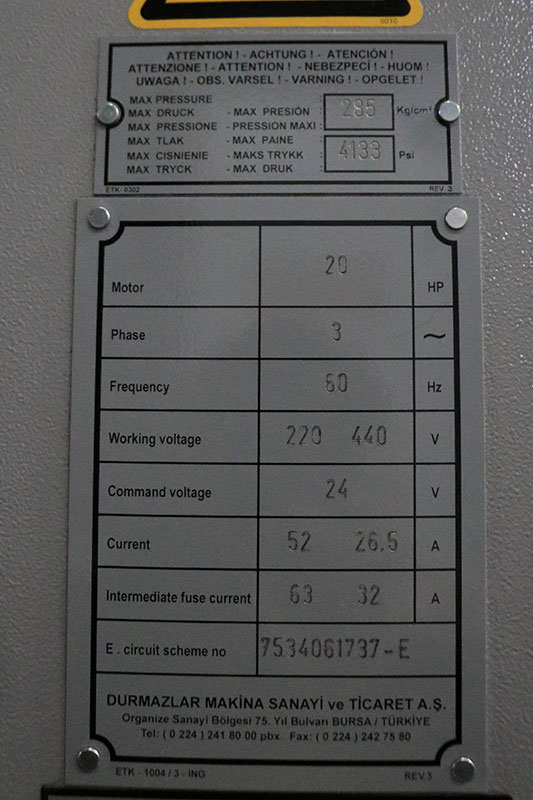 0010
ATTENTION ! - ACHTUNG ! - ATENCIÓN !
ATTENZIONE ! - ATTENTION ! - NEBEZPECÍ ! - HUOM !
UWAGA ! - OBS. VARSEL ! - VARNING ! - OPGELET !
MAX PRESSURE
MAX DRUCK - MAX PRESIÓN : 285 Kg/cm²
MAX PRESSIONE - PRESSION MAXI :
MAX TLAK - MAX PAINE : 4133 Psi
MAX CISNIENIE - MAKS TRYKK :
MAX TRYCK - MAX DRUK :
ETK-0302 REV. 3
Motor 20 HP
Phase 3 ~
Frequency 60 Hz
Working voltage 220 440 V
Command voltage 24 V
Current 52 26,5 A
Intermediate fuse current 63 32 A
E . circuit scheme no 7534061737-E
DURMAZLAR MAKİNA SANAYİ ve TİCARET A.Ş.
Organize Sanayi Bölgesi 75. Yıl Bulvarı BURSA / TÜRKİYE
Tel: ( 0 224 ) 241 80 00 pbx. Fax: ( 0 224 ) 242 75 80
ETK - 1004 / 3 - ING REV.3